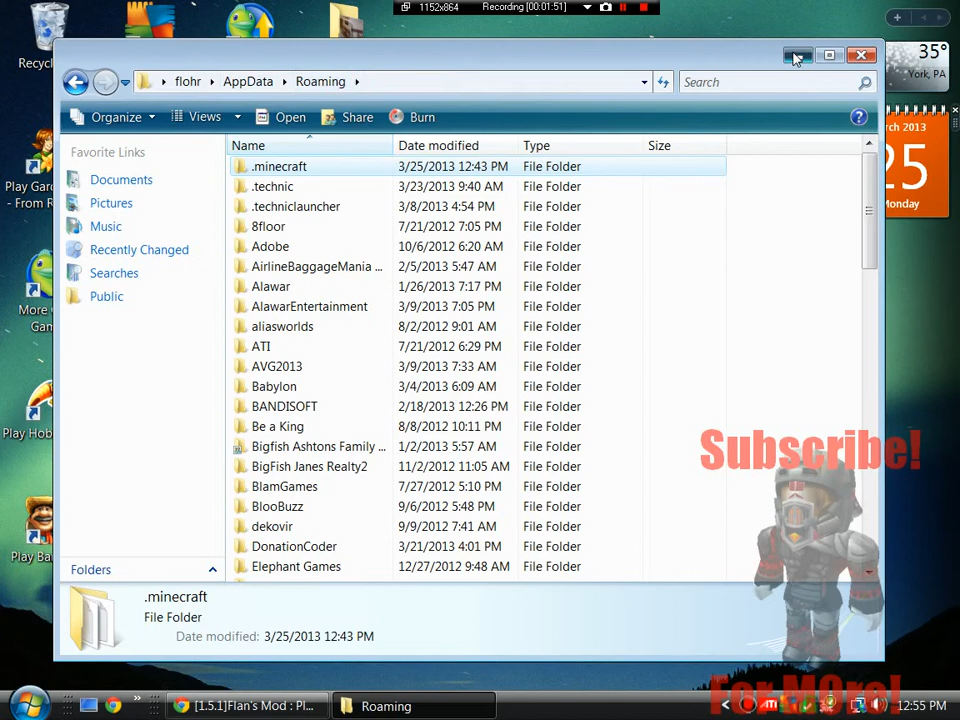 1152x864 Recording [00:01:51]
Recycl
35°
York, PA
flohr AppData Roaming Search
Organize Views Open Share Burn
Favorite Links
Documents
Pictures
Music
Recently Changed
Searches
Public
Folders
Name Date modified Type Size
.minecraft 3/25/2013 12:43 PM File Folder
.technic 3/23/2013 9:40 AM File Folder
.techniclauncher 3/8/2013 4:54 PM File Folder
8floor 7/21/2012 7:05 PM File Folder
Adobe 10/6/2012 6:20 AM File Folder
AirlineBaggageMania ... 2/5/2013 5:47 AM File Folder
Alawar 1/26/2013 7:17 PM File Folder
AlawarEntertainment 3/9/2013 7:05 PM File Folder
aliasworlds 8/2/2012 9:01 AM File Folder
ATI 7/21/2012 6:29 PM File Folder
AVG2013 3/9/2013 7:33 AM File Folder
Babylon 3/4/2013 6:09 AM File Folder
BANDISOFT 2/18/2013 12:26 PM File Folder
Be a King 8/8/2012 10:11 PM File Folder
Bigfish Ashtons Family ... 1/2/2013 5:57 AM File Folder
BigFish Janes Realty2 11/2/2012 11:05 AM File Folder
BlamGames 7/27/2012 5:10 PM File Folder
BlooBuzz 9/6/2012 5:48 PM File Folder
dekovir 9/9/2012 7:41 AM File Folder
DonationCoder 3/21/2013 4:01 PM File Folder
Elephant Games 12/27/2012 9:48 AM File Folder
.minecraft
File Folder
Date modified: 3/25/2013 12:43 PM
rch 2013
25
Monday
Play Gar
- From R
More
Gam
Play Hob
Play Ba
Subscribe!
For M0re!
[1.5.1]Flan's Mod : Pl...
Roaming
12:55 PM